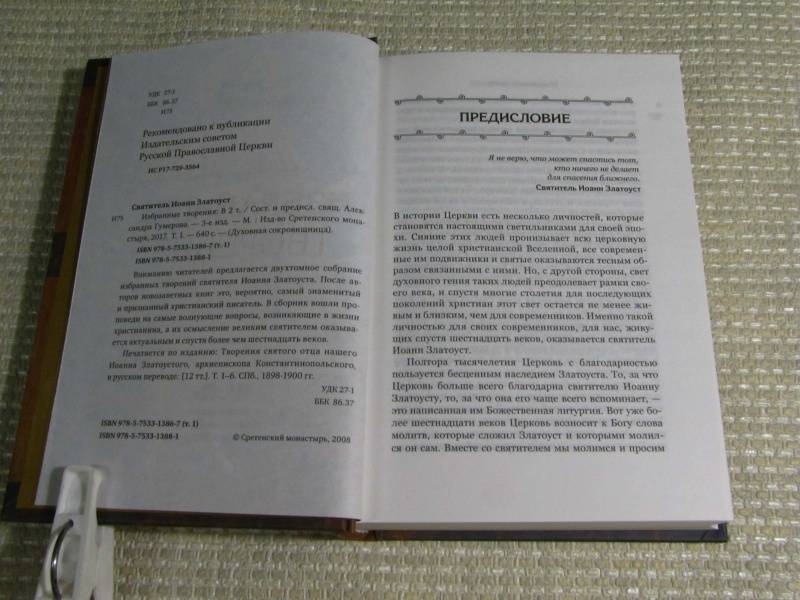 УДК 27-1
ББК 86.37
И75
Рекомендовано к публикации
Издательским советом
Русской Православной Церкви
ИС Р17-729-3564
Святитель Иоанн Златоуст
И75 Избранные творения: В 2 т. / Сост. и предисл. свящ. Алек-
сандра Гумерова. — 3-е изд. — М. : Изд-во Сретенского мона-
стыря, 2017. Т. 1. — 640 с. — (Духовная сокровищница).
ISBN 978-5-7533-1386-7 (т. 1)
ISBN 978-5-7533-1388-1
Вниманию читателей предлагается двухтомное собрание
избранных творений святителя Иоанна Златоуста. После ав-
торов новозаветных книг это, вероятно, самый знаменитый
и признанный христианский писатель. В сборник вошли про-
поведи на самые волнующие вопросы, возникающие в жизни
христианина, а их осмысление великим святителем оказыва-
ется актуальным и спустя более чем шестнадцать веков.
Печатается по изданию: Творения святого отца нашего
Иоанна Златоустого, архиепископа Константинопольского,
в русском переводе: [12 тт.]. Т. 1–6. СПб., 1898-1900 гг.
УДК 27-1
ББК 86.37
ISBN 978-5-7533-1386-7 (т. 1)
ISBN 978-5-7533-1388-1
© Сретенский монастырь, 2008
ПРЕДИСЛОВИЕ
Я не верю, что может спастись тот,
кто ничего не делает
для спасения ближнего.
Святитель Иоанн Златоуст
В истории Церкви есть несколько личностей, которые
становятся настоящими светильниками для своей эпо-
хи. Сияние этих людей пронизывает всю церковную
жизнь целой христианской Вселенной, все современ-
ные им подвижники и святые оказываются тесным об-
разом связанными с ними. Но, с другой стороны, свет
духовного гения таких людей преодолевает рамки сво-
его века, и спустя многие столетия для последующих
поколений христиан этот свет остается не менее жи-
вым и близким, чем для современников. Именно такой
личностью для своих современников, для нас, живу-
щих спустя шестнадцать веков, оказывается святитель
Иоанн Златоуст.
Полтора тысячелетия Церковь с благодарностью
пользуется бесценным наследием Златоуста. То, за что
Церковь больше всего благодарна святителю Иоанну
Златоусту, то, за что она его чаще всего вспоминает, —
это написанная им Божественная литургия. Вот уже бо-
лее шестнадцати веков Церковь возносит к Богу слова
молитв, которые сложил Златоуст и которыми молил-
ся он сам. Вместе со святителем мы молимся и просим